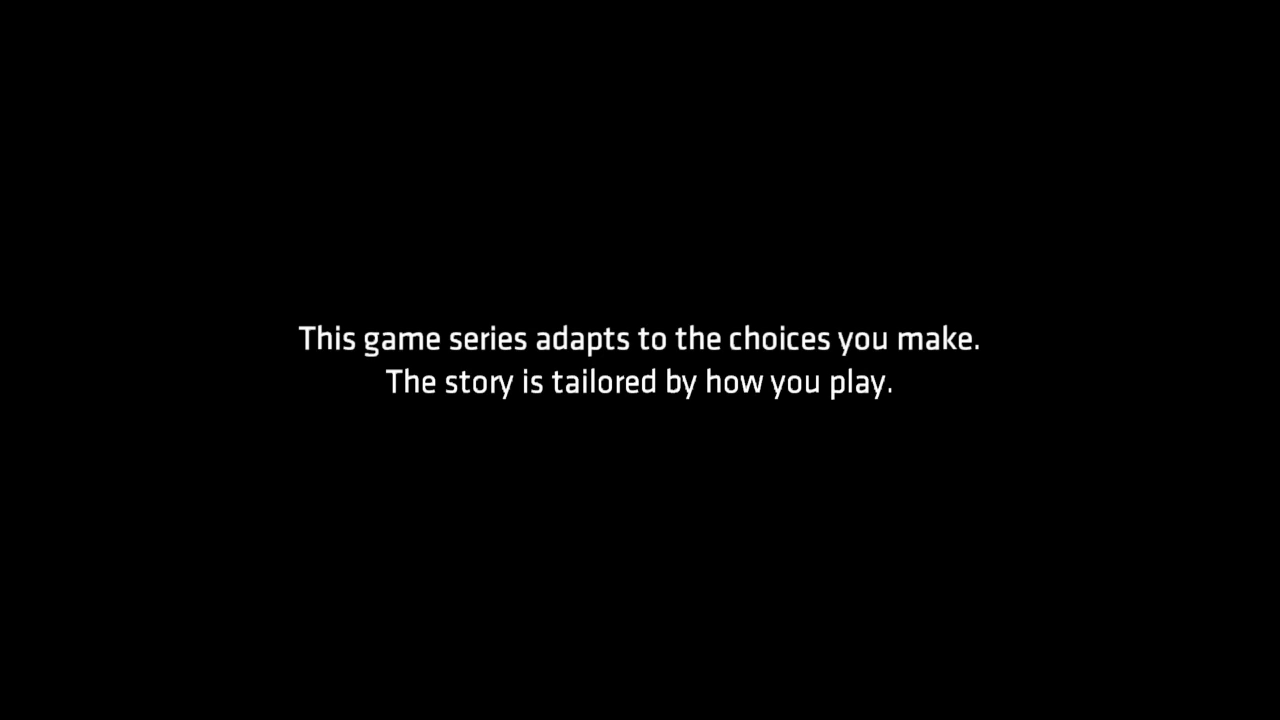 This game series adapts to the choices you make.
The story is tailored by how you play.